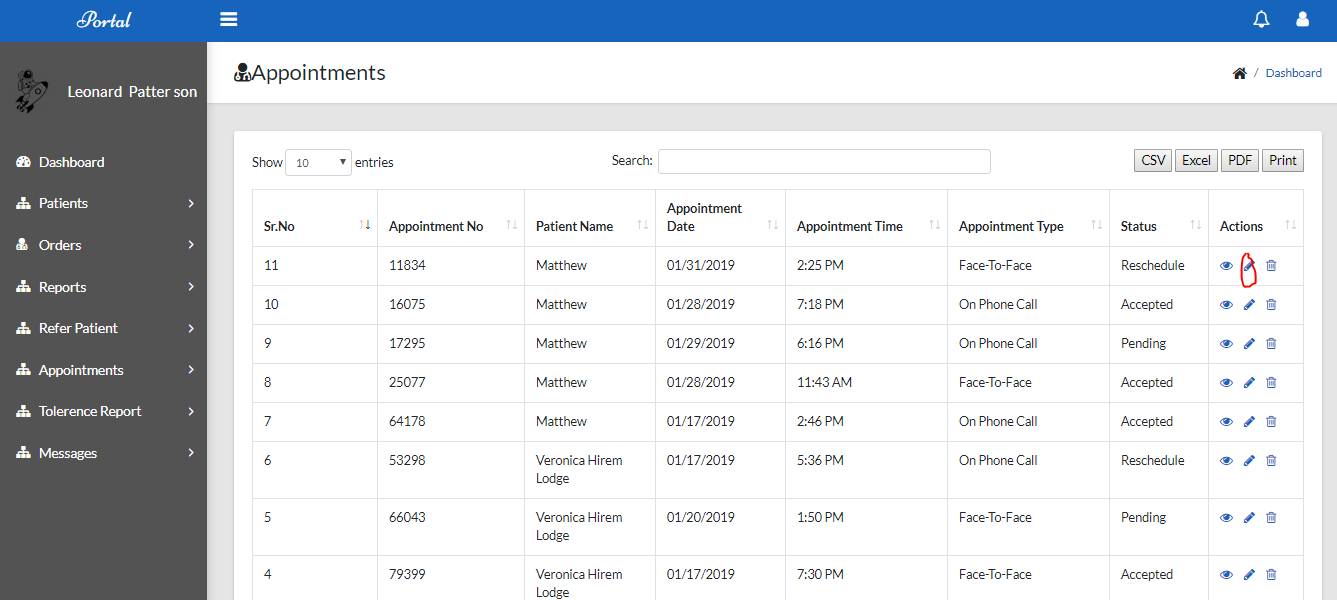 Portal
Leonard Patter son
Dashboard
Patients
Orders
Reports
Refer Patient
Appointments
Tolerence Report
Messages
Appointments
/ Dashboard
Show 10 entries
Search:
CSV Excel PDF Print
Sr.No Appointment No Patient Name Appointment Date Appointment Time Appointment Type Status Actions
11 11834 Matthew 01/31/2019 2:25 PM Face-To-Face Reschedule
10 16075 Matthew 01/28/2019 7:18 PM On Phone Call Accepted
9 17295 Matthew 01/29/2019 6:16 PM On Phone Call Pending
8 25077 Matthew 01/28/2019 11:43 AM Face-To-Face Accepted
7 64178 Matthew 01/17/2019 2:46 PM On Phone Call Accepted
6 53298 Veronica Hirem Lodge 01/17/2019 5:36 PM On Phone Call Reschedule
5 66043 Veronica Hirem Lodge 01/20/2019 1:50 PM Face-To-Face Pending
4 79399 Veronica Hirem Lodge 01/17/2019 7:30 PM Face-To-Face Accepted